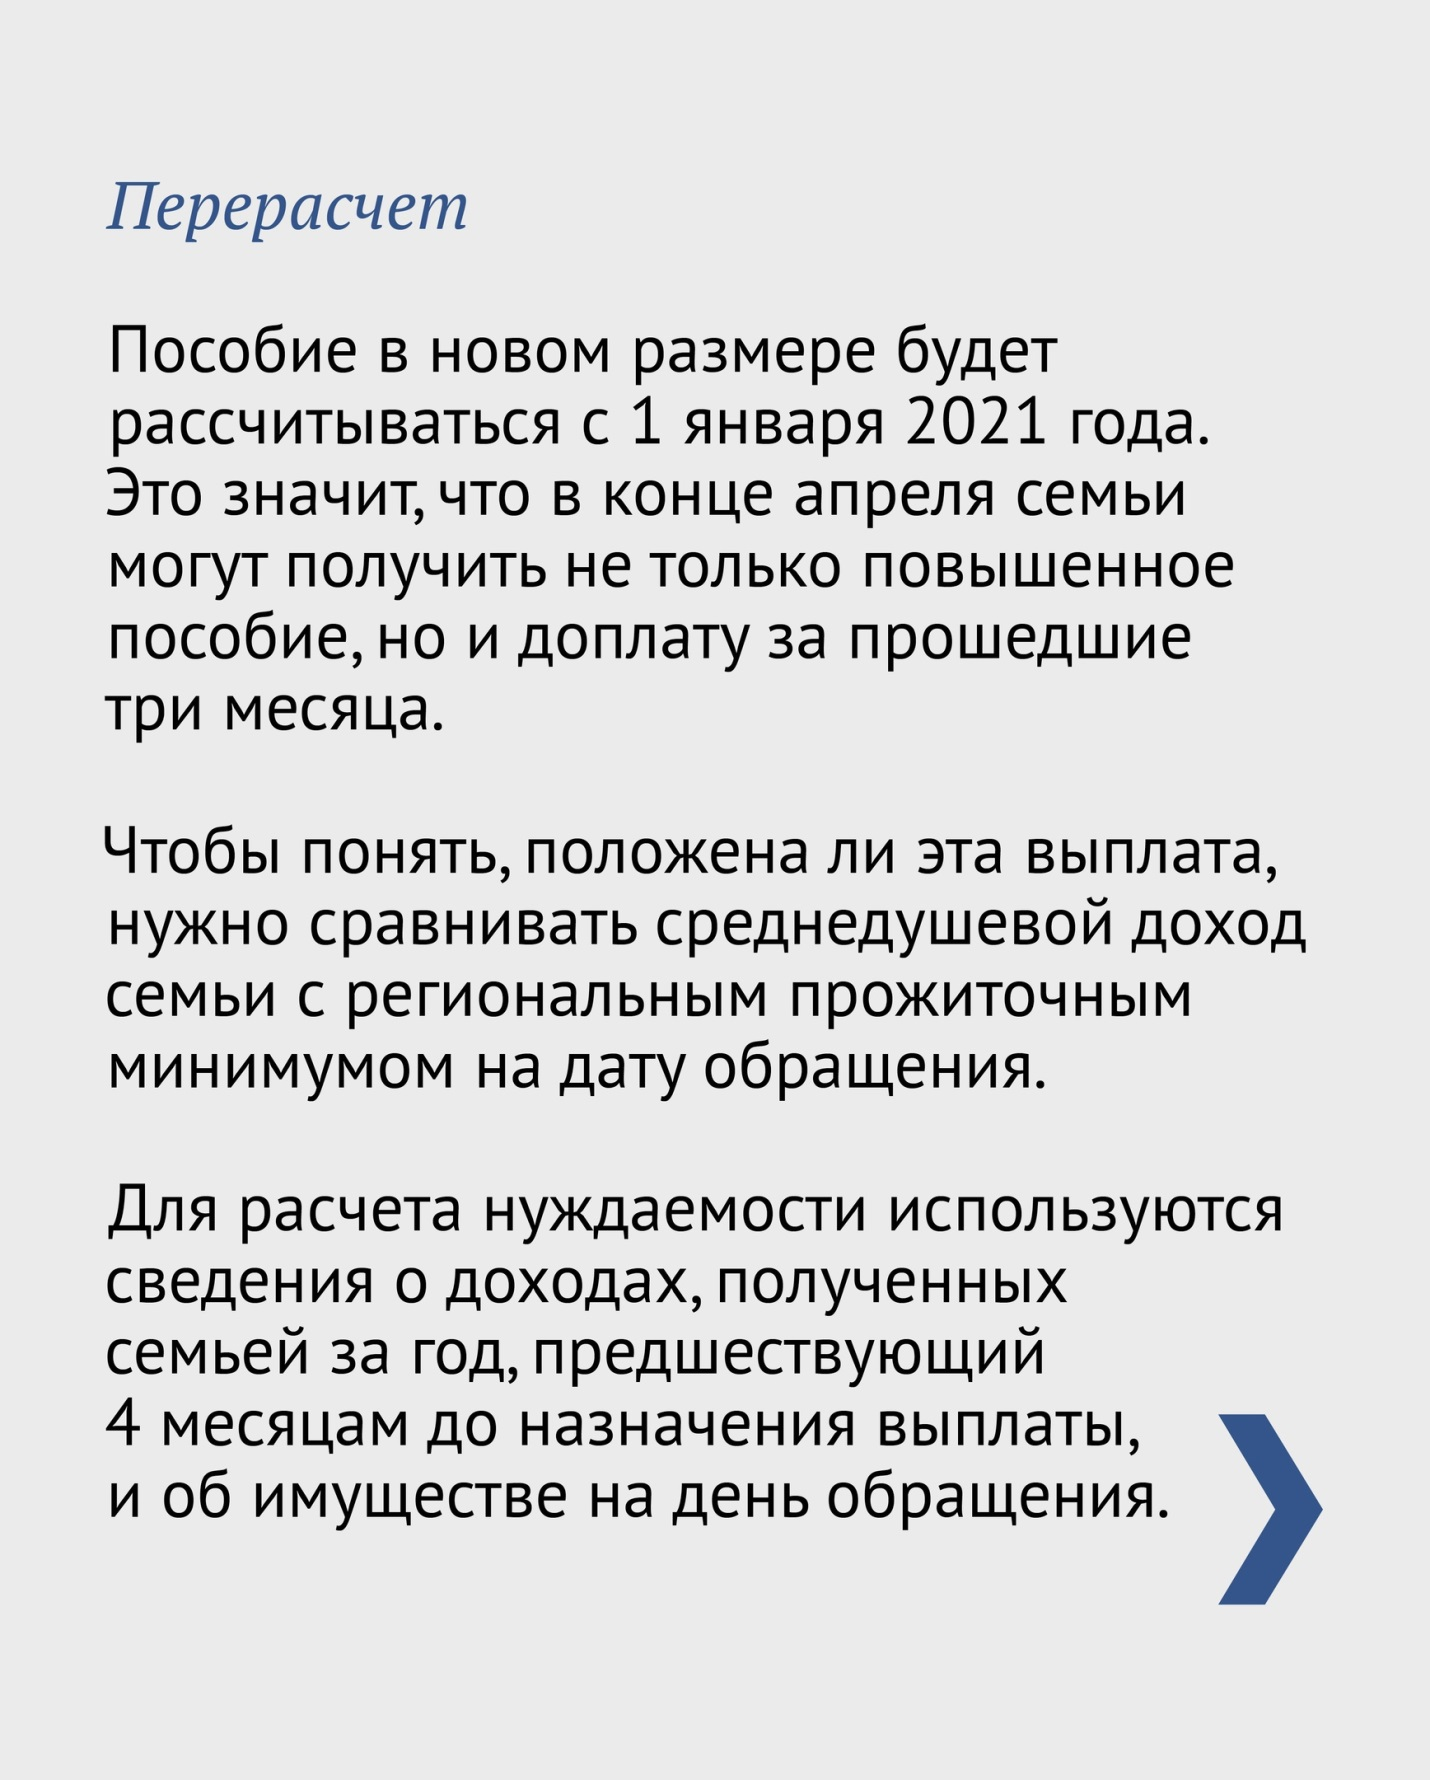 Перерасчет
Пособие в новом размере будет
рассчитываться с 1 января 2021 года.
Это значит, что в конце апреля семьи
могут получить не только повышенное
пособие, но и доплату за прошедшие
три месяца.
Чтобы понять, положена ли эта выплата,
нужно сравнивать среднедушевой доход
семьи с региональным прожиточным
минимумом на дату обращения.
Для расчета нуждаемости используются
сведения о доходах, полученных
семьей за год, предшествующий
4 месяцам до назначения выплаты,
и об имуществе на день обращения.